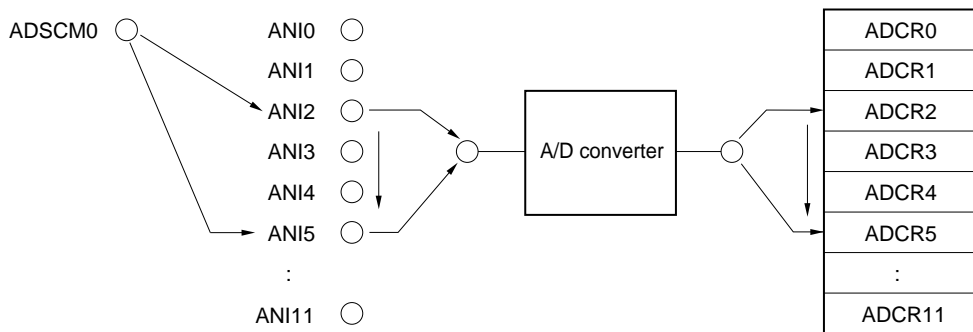 ADSCM0
ANI0
ANI1
ANI2
ANI3
ANI4
ANI5
:
ANI11
A/D converter
ADCR0
ADCR1
ADCR2
ADCR3
ADCR4
ADCR5
:
ADCR11